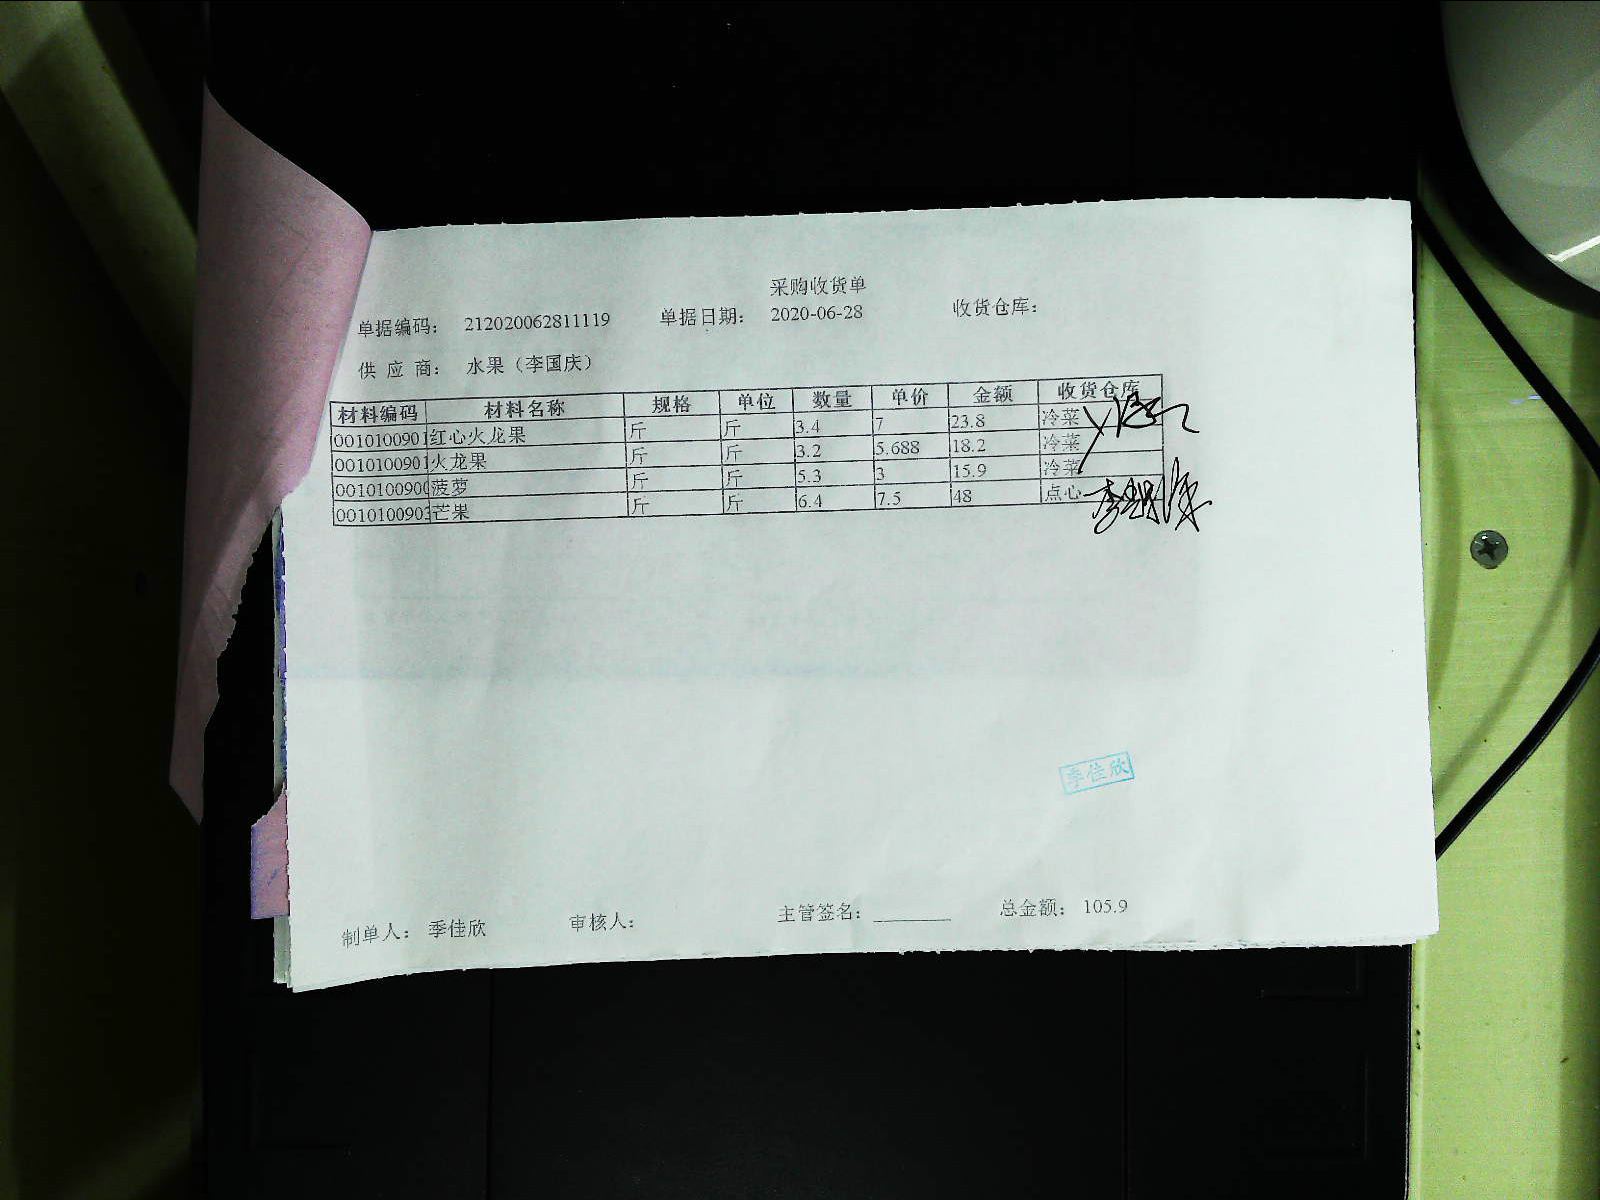 采购收货单
单据编码： 212020062811119 单据日期： 2020-06-28 收货仓库：
供 应 商： 水果（李国庆）
材料编码 材料名称 规格 单位 数量 单价 金额 收货仓库
001010090 红心火龙果 斤 斤 3.4 7 23.8 冷菜
001010090 火龙果 斤 斤 3.2 5.688 18.2 冷菜
001010090 菠萝 斤 斤 5.3 3 15.9 冷菜
001010090 芒果 斤 斤 6.4 7.5 48 点心
季佳欣
制单人： 季佳欣 审核人： 主管签名：________ 总金额： 105.9